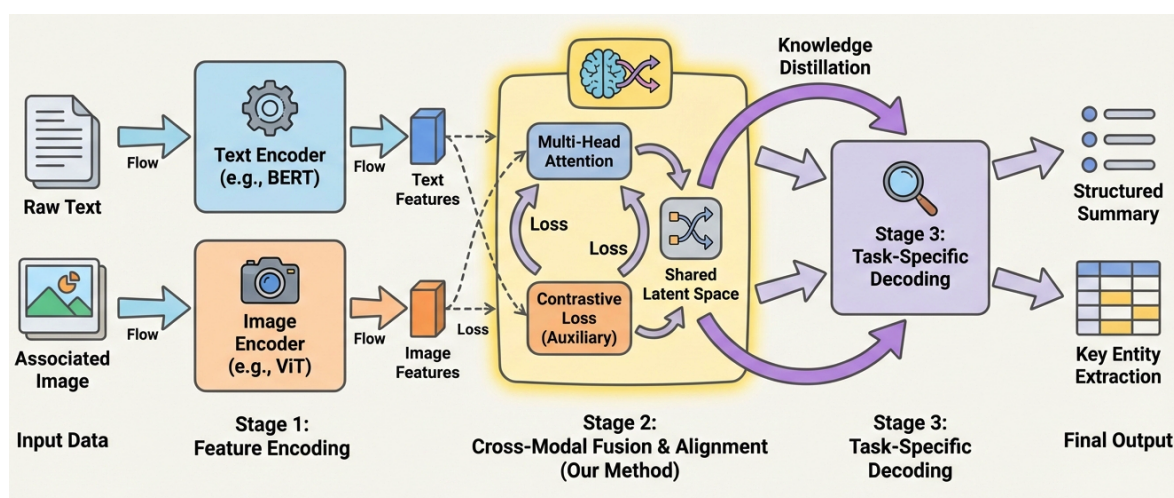 Raw Text
Flow
Text Encoder
(e.g., BERT)
Flow
Text
Features
Associated
Image
Flow
Image
Encoder
(e.g., ViT)
Flow
Image
Features
Loss
Multi-Head
Attention
Loss
Loss
Contrastive
Loss
(Auxiliary)
Shared
Latent Space
Knowledge
Distillation
Stage 3:
Task-Specific
Decoding
Structured
Summary
Key Entity
Extraction
Input Data
Stage 1:
Feature Encoding
Stage 2:
Cross-Modal Fusion & Alignment
(Our Method)
Stage 3:
Task-Specific
Decoding
Final Output